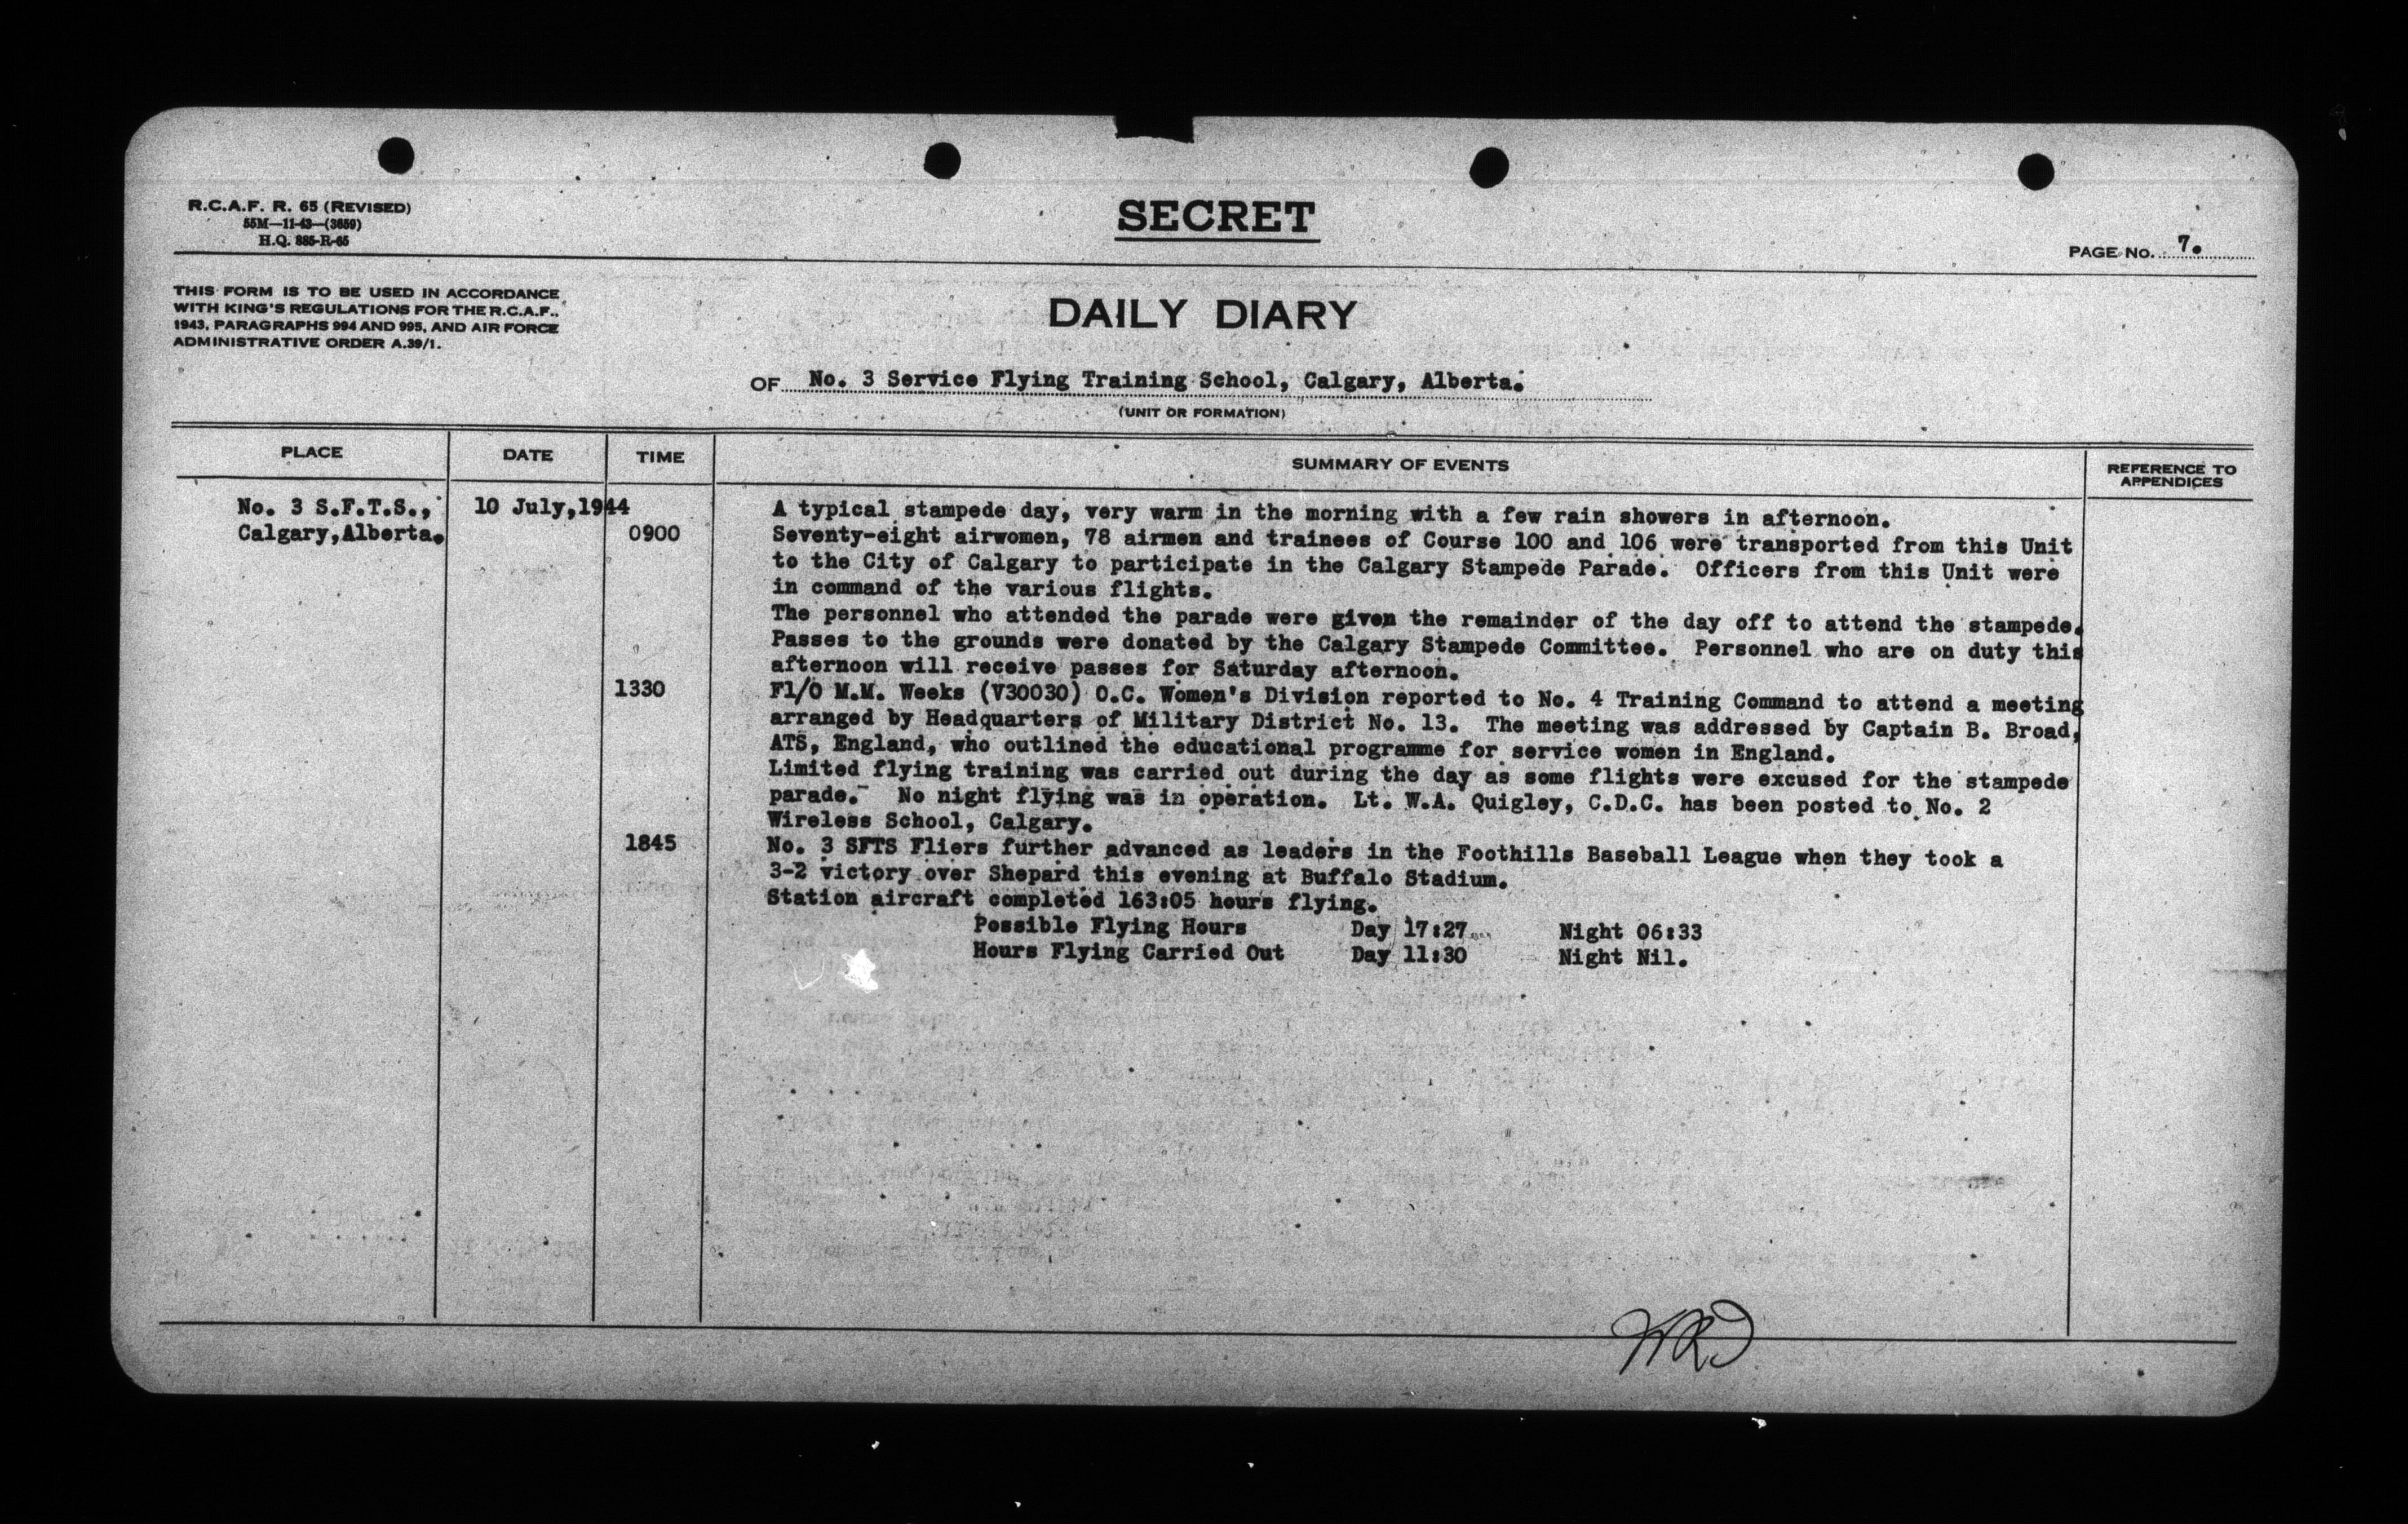 R.C.A.F. R. 65 (REVISED)
55M—11-43—(3659)
H.Q. 885-R-65
SECRET
PAGE NO. 7.
THIS FORM IS TO BE USED IN ACCORDANCE
WITH KING'S REGULATIONS FOR THE R.C.A.F.,
1943, PARAGRAPHS 994 AND 995, AND AIR FORCE
ADMINISTRATIVE ORDER A.39/1.
DAILY DIARY
OF No. 3 Service Flying Training School, Calgary, Alberta.
(UNIT OR FORMATION)
PLACE DATE TIME SUMMARY OF EVENTS REFERENCE TO APPENDICES
No. 3 S.F.T.S., 10 July,1944 A typical stampede day, very warm in the morning with a few rain showers in afternoon.
Calgary,Alberta. 0900 Seventy-eight airwomen, 78 airmen and trainees of Course 100 and 106 were transported from this Unit
to the City of Calgary to participate in the Calgary Stampede Parade. Officers from this Unit were
in command of the various flights.
The personnel who attended the parade were given the remainder of the day off to attend the stampede.
Passes to the grounds were donated by the Calgary Stampede Committee. Personnel who are on duty this
afternoon will receive passes for Saturday afternoon.
1330 Fl/O M.M. Weeks (V30030) O.C. Women's Division reported to No. 4 Training Command to attend a meeting
arranged by Headquarters of Military District No. 13. The meeting was addressed by Captain B. Broad,
ATS, England, who outlined the educational programme for service women in England.
Limited flying training was carried out during the day as some flights were excused for the stampede
parade. No night flying was in operation. Lt. W.A. Quigley, C.D.C. has been posted to No. 2
Wireless School, Calgary.
1845 No. 3 SFTS Fliers further advanced as leaders in the Foothills Baseball League when they took a
3-2 victory over Shepard this evening at Buffalo Stadium.
Station aircraft completed 163:05 hours flying.
Possible Flying Hours Day 17:27 Night 06:33
Hours Flying Carried Out Day 11:30 Night Nil.